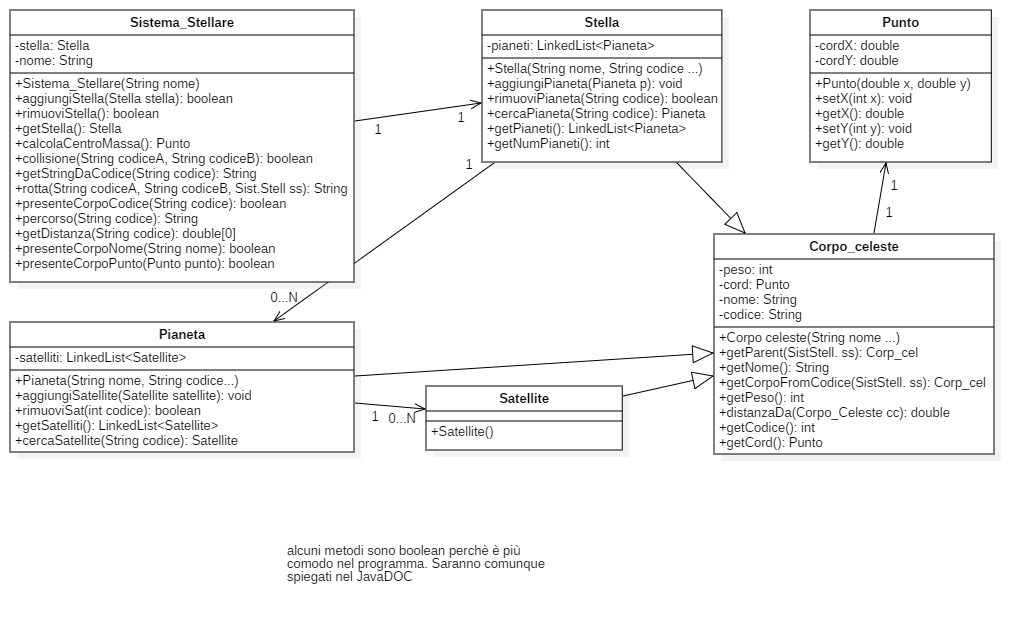 Sistema_Stellare
-stella: Stella
-nome: String
+Sistema_Stellare(String nome)
+aggiungiStella(Stella stella): boolean
+rimuoviStella(): boolean
+getStella(): Stella
+calcolaCentroMassa(): Punto
+collisione(String codiceA, String codiceB): boolean
+getStringDaCodice(String codice): String
+rotta(String codiceA, String codiceB, Sist.Stell ss): String
+presenteCorpoCodice(String codice): boolean
+percorso(String codice): String
+getDistanza(String codice): double[0]
+presenteCorpoNome(String nome): boolean
+presenteCorpoPunto(Punto punto): boolean
1
1
Stella
-pianeti: LinkedList<Pianeta>
+Stella(String nome, String codice ...)
+aggiungiPianeta(Pianeta p): void
+rimuoviPianeta(String codice): boolean
+cercaPianeta(String codice): Pianeta
+getPianeti(): LinkedList<Pianeta>
+getNumPianeti(): int
1
0...N
Punto
-cordX: double
-cordY: double
+Punto(double x, double y)
+setX(int x): void
+getX(): double
+setY(int y): void
+getY(): double
1
1
Corpo_celeste
-peso: int
-cord: Punto
-nome: String
-codice: String
+Corpo celeste(String nome ...)
+getParent(SistStell. ss): Corp_cel
+getNome(): String
+getCorpoFromCodice(SistStell. ss): Corp_cel
+getPeso(): int
+distanzaDa(Corpo_Celeste cc): double
+getCodice(): int
+getCord(): Punto
Pianeta
-satelliti: LinkedList<Satellite>
+Pianeta(String nome, String codice...)
+aggiungiSatellite(Satellite satellite): void
+rimuoviSat(int codice): boolean
+getSatelliti(): LinkedList<Satellite>
+cercaSatellite(String codice): Satellite
1
0...N
Satellite
+Satellite()
alcuni metodi sono boolean perchè è più
comodo nel programma. Saranno comunque
spiegati nel JavaDOC